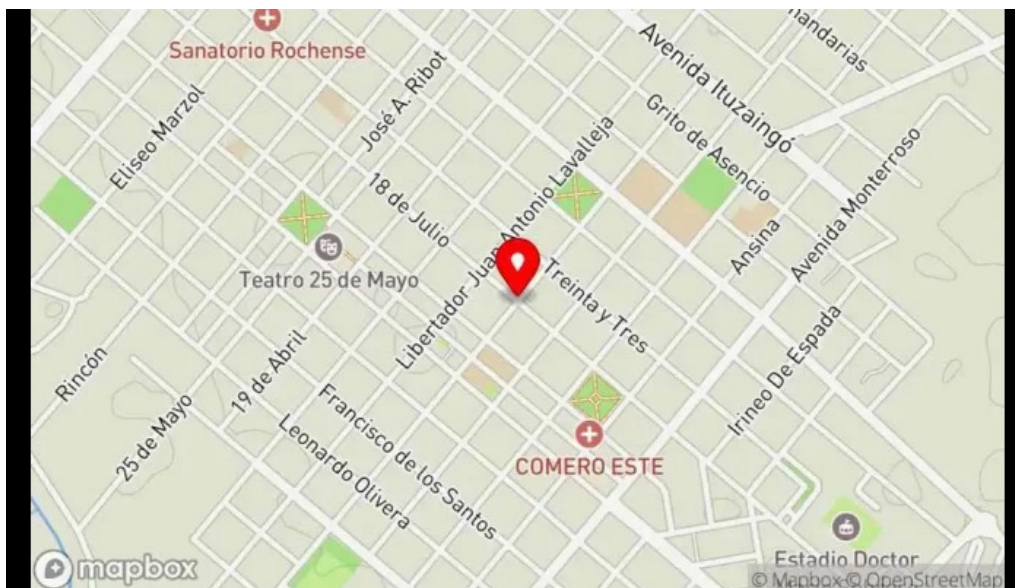 Sanatorio Rochense
Avenida Ituzaingó
José A. Ribot
Eliseo Marzol
Grito de Asencio
Avenida Monterroso
18 de Julio
Libertador Juan Antonio Lavalleja
Ansina
Teatro 25 de Mayo
Treinta y Tres
Irineo De Espada
Rincón
19 de Abril
25 de Mayo
Francisco de los Santos
Leonardo Olivera
COMERO ESTE
Estadio Doctor
mapbox
© Mapbox © OpenStreetMap